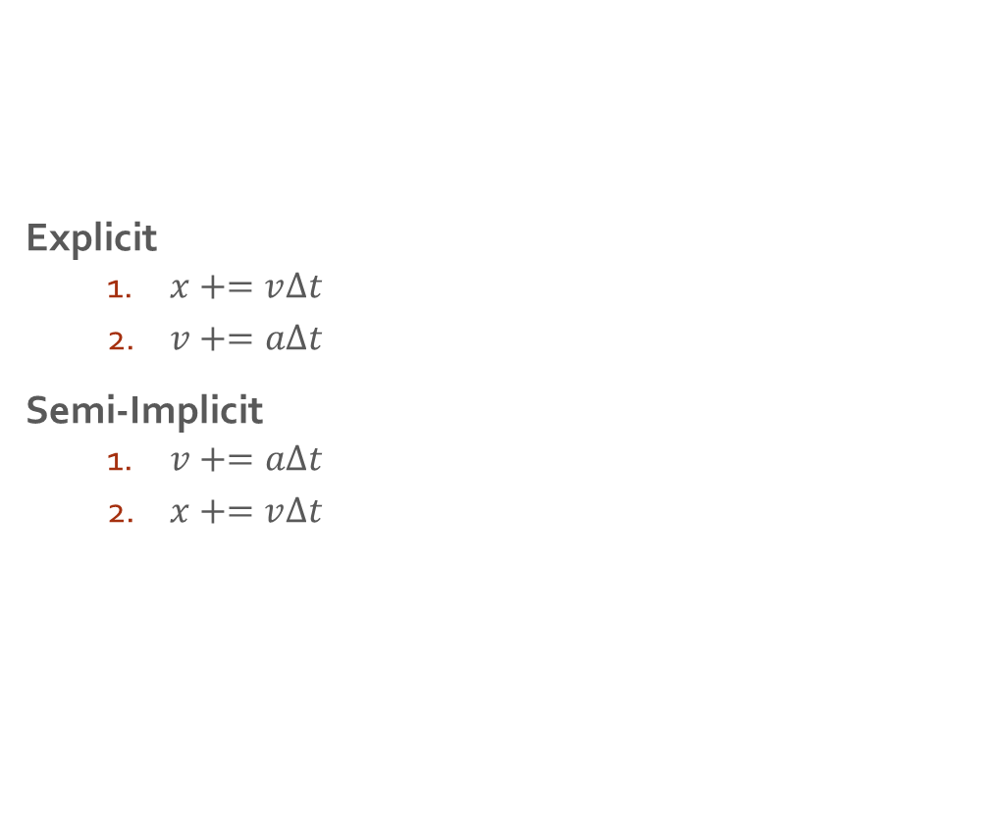 Explicit
1. x += vΔt
2. v += aΔt
Semi-Implicit
1. v += aΔt
2. x += vΔt